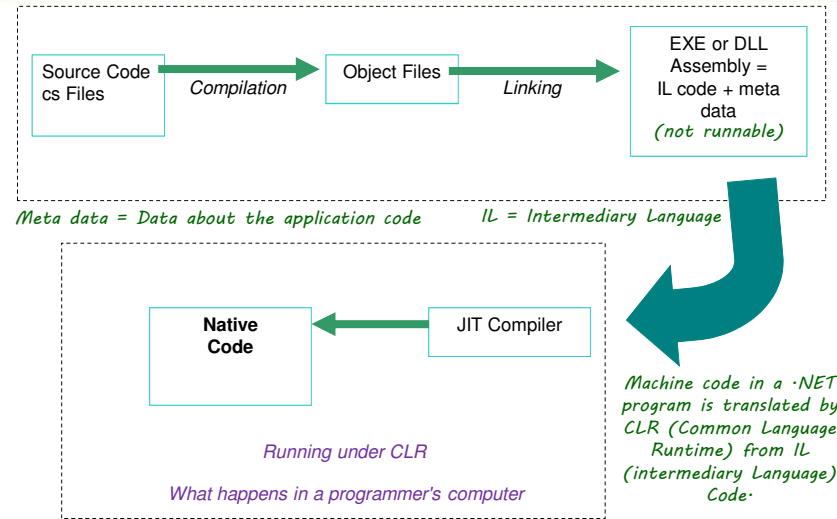 Source Code
cs Files
Compilation
Object Files
Linking
EXE or DLL
Assembly =
IL code + meta
data
(not runnable)
Meta data = Data about the application code
IL = Intermediary Language
Native
Code
JIT Compiler
Running under CLR
What happens in a programmer's computer
Machine code in a .NET
program is translated by
CLR (Common Language
Runtime) from IL
(intermediary Language)
Code.